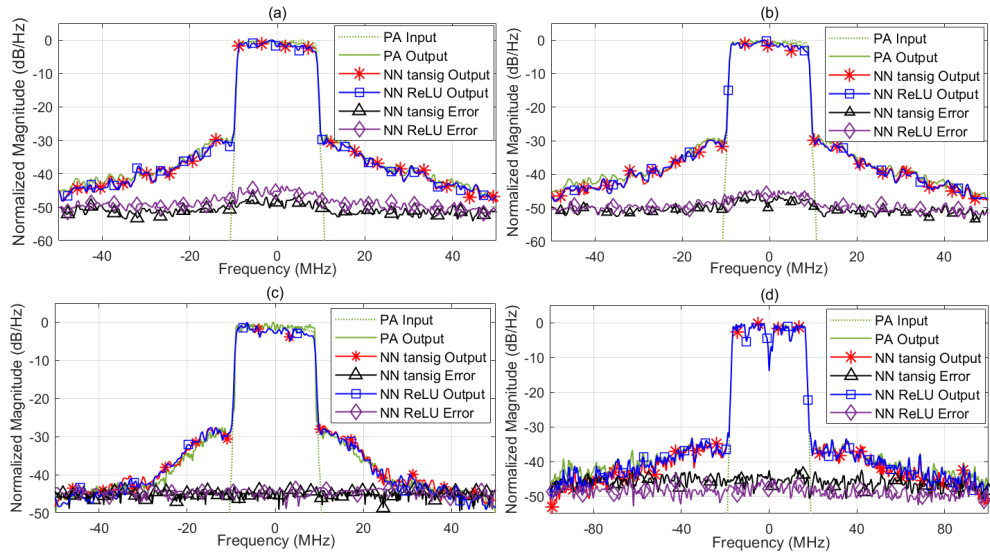 (a)
0
-10
-20
-30
-40
-50
-60
Normalized Magnitude (dB/Hz)
-40
-20
0
20
40
Frequency (MHz)
PA Input
PA Output
NN tansig Output
NN ReLU Output
NN tansig Error
NN ReLU Error
(b)
0
-10
-20
-30
-40
-50
-60
Normalized Magnitude (dB/Hz)
-40
-20
0
20
40
Frequency (MHz)
PA Input
PA Output
NN tansig Output
NN ReLU Output
NN tansig Error
NN ReLU Error
(c)
0
-10
-20
-30
-40
-50
Normalized Magnitude (dB/Hz)
-40
-20
0
20
40
Frequency (MHz)
PA Input
PA Output
NN tansig Output
NN tansig Error
NN ReLU Output
NN ReLU Error
(d)
0
-10
-20
-30
-40
-50
Normalized Magnitude (dB/Hz)
-80
-40
0
40
80
Frequency (MHz)
PA Input
PA Output
NN tansig Output
NN tansig Error
NN ReLU Output
NN ReLU Error